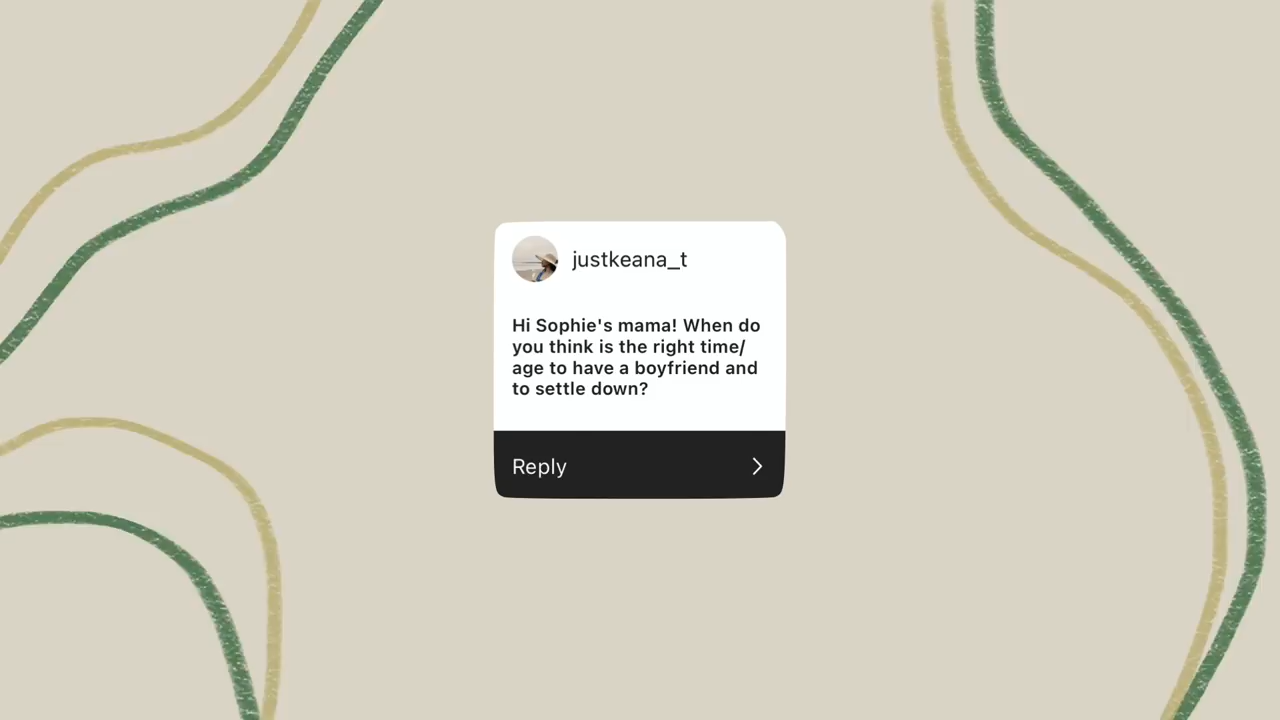 justkeana_t
Hi Sophie's mama! When do
you think is the right time/
age to have a boyfriend and
to settle down?
Reply